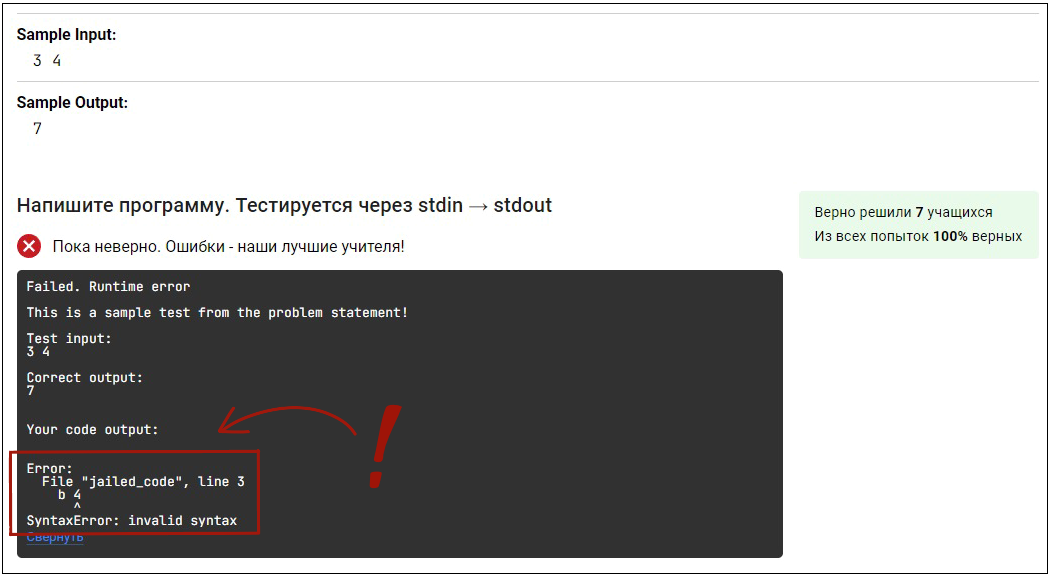 Sample Input:
3 4
Sample Output:
7
Напишите программу. Тестируется через stdin → stdout
Верно решили 7 учащихся
Из всех попыток 100% верных
Пока неверно. Ошибки - наши лучшие учителя!
Failed. Runtime error
This is a sample test from the problem statement!
Test input:
3 4
Correct output:
7
Your code output:
!
Error:
File "jailed_code", line 3
b 4
^
SyntaxError: invalid syntax
Свернуть